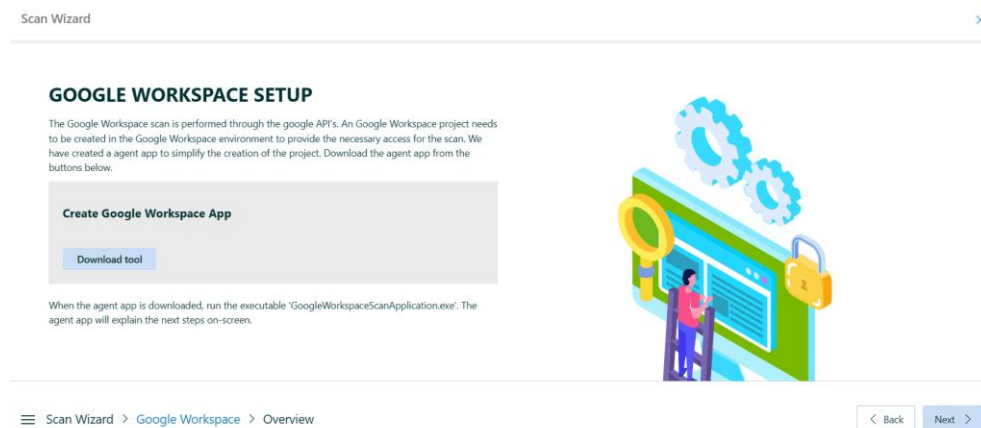 Scan Wizard
GOOGLE WORKSPACE SETUP
The Google Workspace scan is performed through the google API's. An Google Workspace project needs
to be created in the Google Workspace environment to provide the necessary access for the scan. We
have created a agent app to simplify the creation of the project. Download the agent app from the
buttons below.
Create Google Workspace App
Download tool
When the agent app is downloaded, run the executable 'GoogleWorkspaceScanApplication.exe'. The
agent app will explain the next steps on-screen.
Scan Wizard > Google Workspace > Overview
< Back Next >